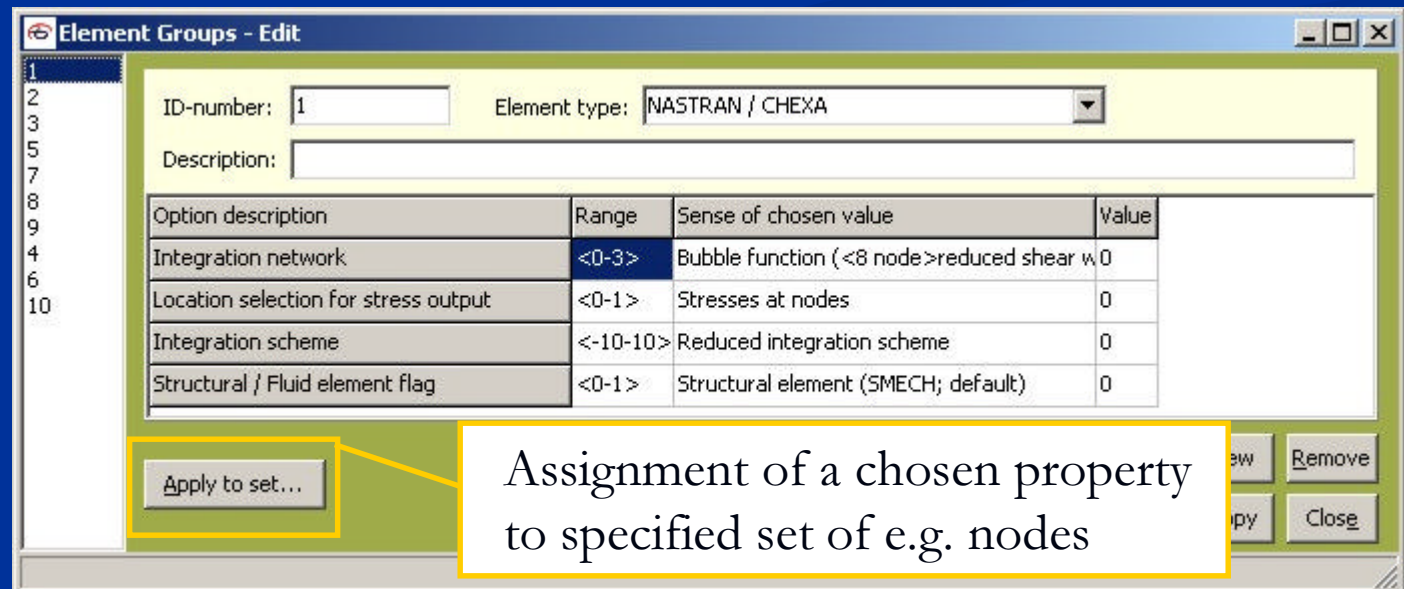 Element Groups - Edit
1
2
3
5
7
8
9
4
6
10
ID-number: 1 Element type: NASTRAN / CHEXA
Description:
Option description Range Sense of chosen value Value
Integration network <0-3> Bubble function (<8 node>reduced shear w 0
Location selection for stress output <0-1> Stresses at nodes 0
Integration scheme <-10-10> Reduced integration scheme 0
Structural / Fluid element flag <0-1> Structural element (SMECH; default) 0
Apply to set...
Remove
Close
Assignment of a chosen property
to specified set of e.g. nodes